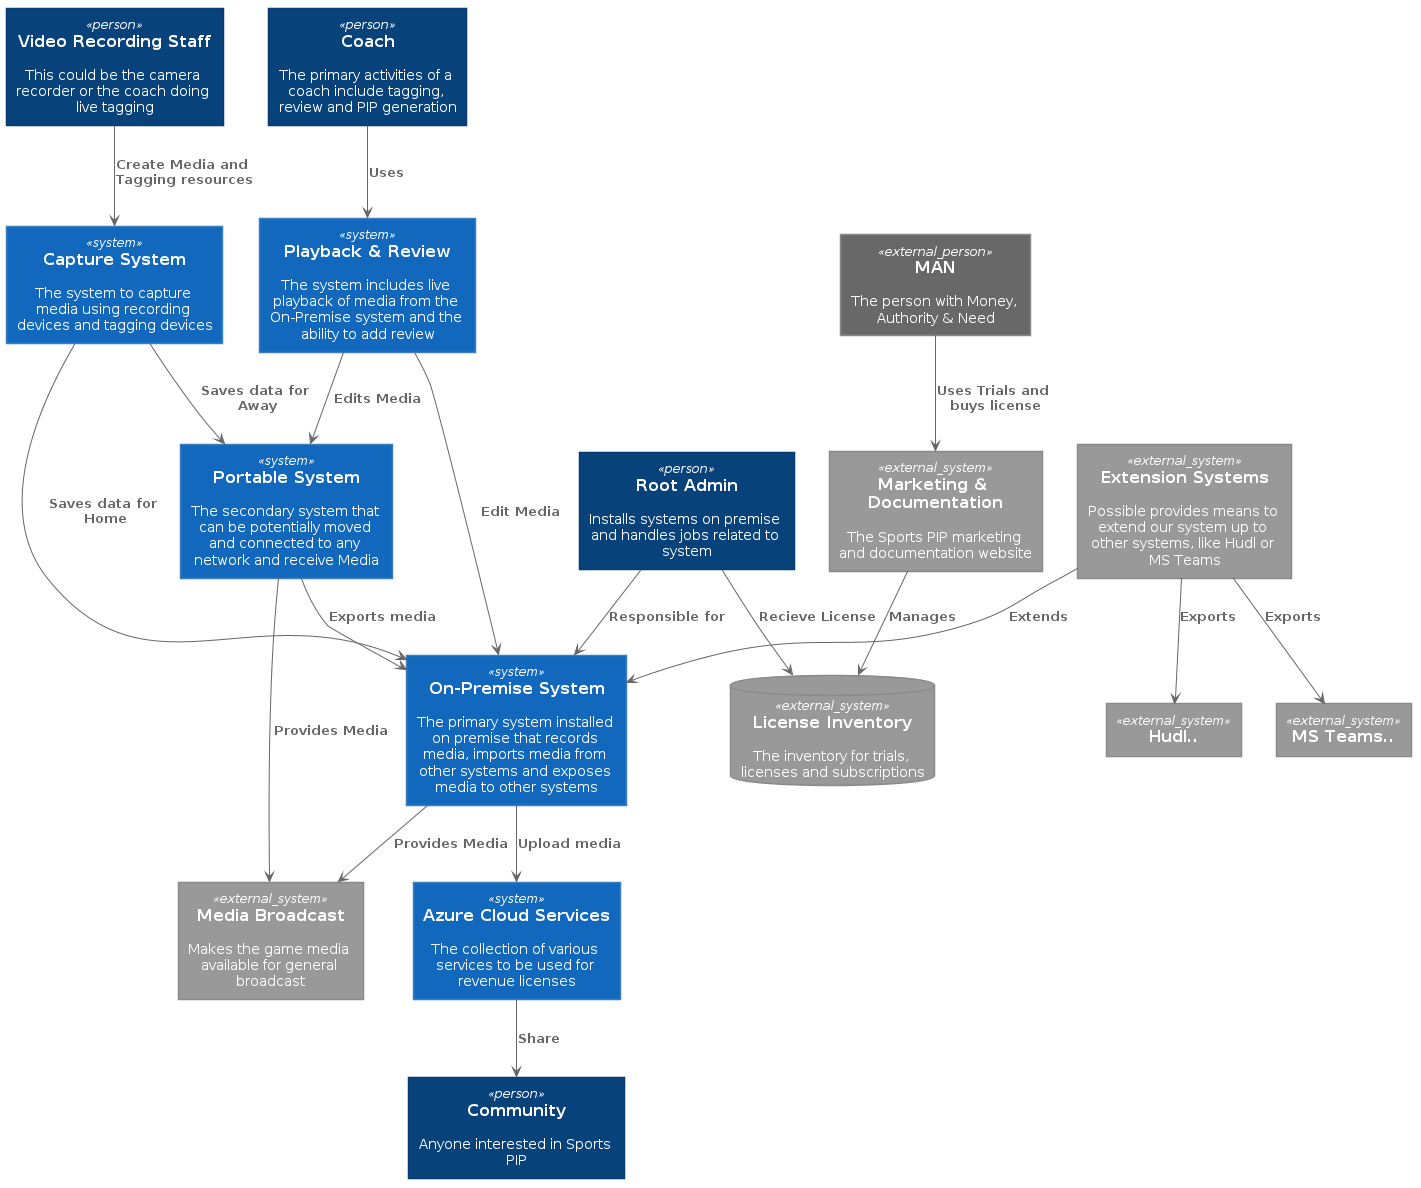 «person»
Video Recording Staff
This could be the camera
recorder or the coach doing
live tagging
«person»
Coach
The primary activities of a
coach include tagging,
review and PIP generation
Create Media and
Tagging resources
Uses
«system»
Capture System
The system to capture
media using recording
devices and tagging devices
«system»
Playback & Review
The system includes live
playback of media from the
On-Premise system and the
ability to add review
«external_person»
MAN
The person with Money,
Authority & Need
Saves data for
Away
Edits Media
Uses Trials and
buys license
Saves data for
Home
«system»
Portable System
The secondary system that
can be potentially moved
and connected to any
network and receive Media
Edit Media
«person»
Root Admin
Installs systems on premise
and handles jobs related to
system
«external_system»
Marketing &
Documentation
The Sports PIP marketing
and documentation website
«external_system»
Extension Systems
Possible provides means to
extend our system up to
other systems, like Hudl or
MS Teams
Exports media
Responsible for
Recieve License
Manages
Extends
Exports
Exports
Provides Media
«system»
On-Premise System
The primary system installed
on premise that records
media, imports media from
other systems and exposes
media to other systems
«external_system»
License Inventory
The inventory for trials,
licenses and subscriptions
«external_system»
Hudl..
«external_system»
MS Teams..
Provides Media
Upload media
«external_system»
Media Broadcast
Makes the game media
available for general
broadcast
«system»
Azure Cloud Services
The collection of various
services to be used for
revenue licenses
Share
«person»
Community
Anyone interested in Sports
PIP